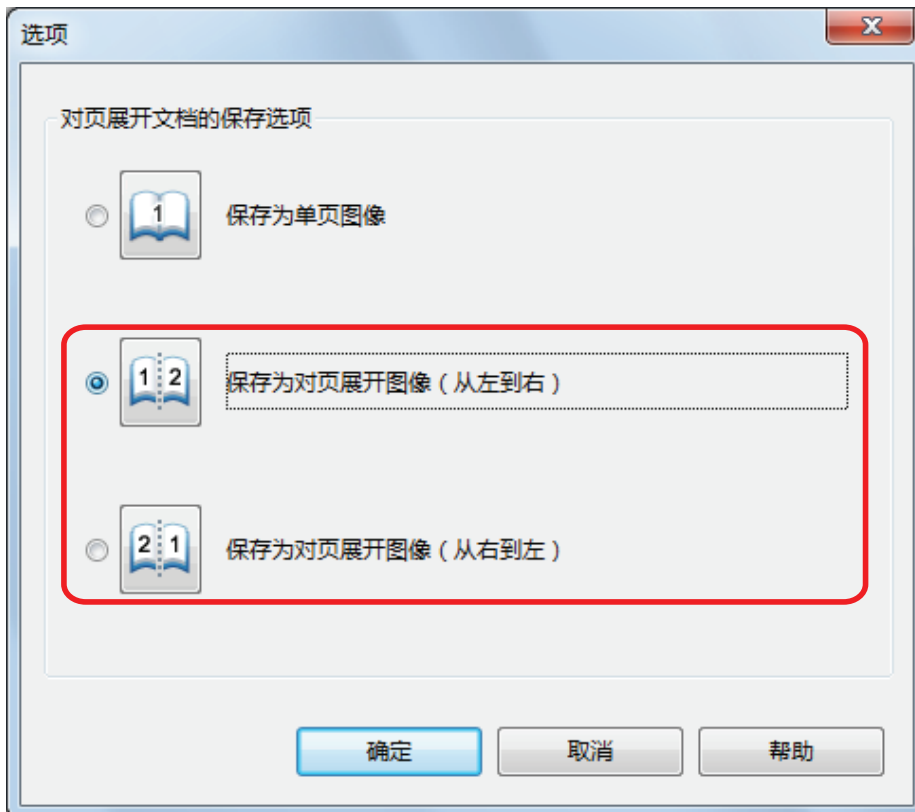 选项
对页展开文档的保存选项
1 保存为单页图像
1 2 保存为对页展开图像（从左到右）
2 1 保存为对页展开图像（从右到左）
确定 取消 帮助